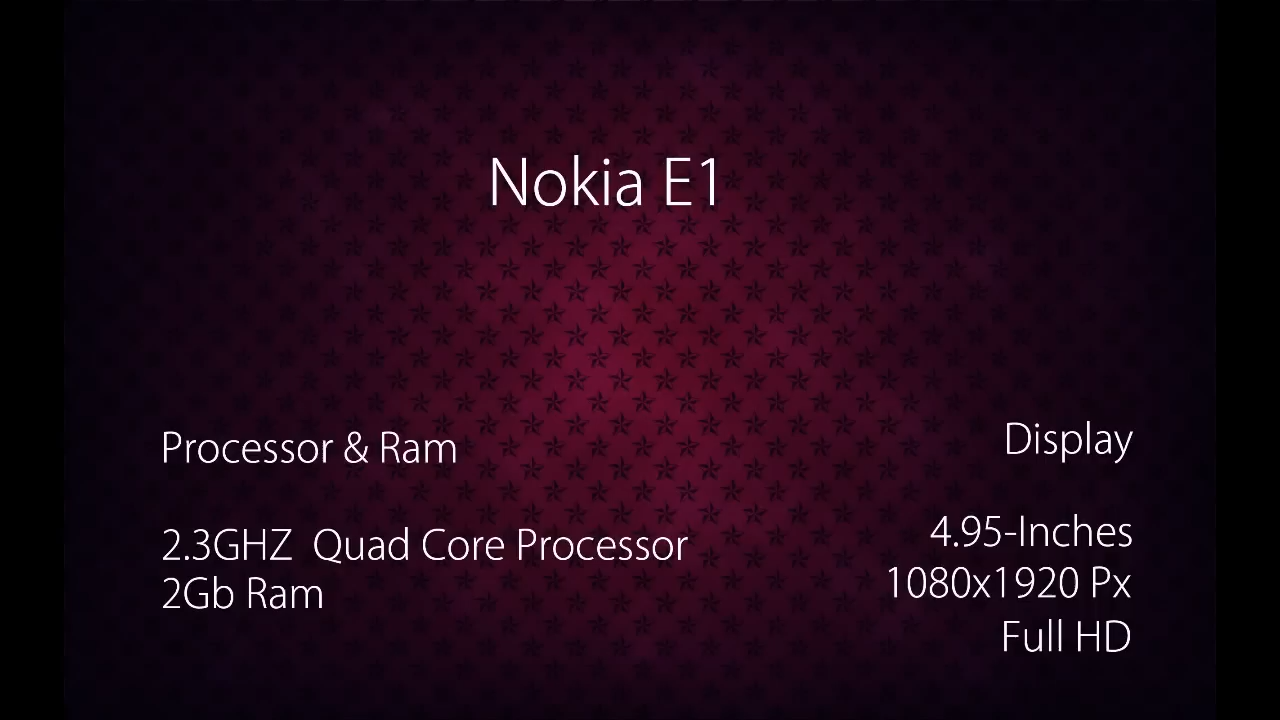 Nokia E1
Processor & Ram
2.3GHZ Quad Core Processor
2Gb Ram
Display
4.95-Inches
1080x1920 Px
Full HD